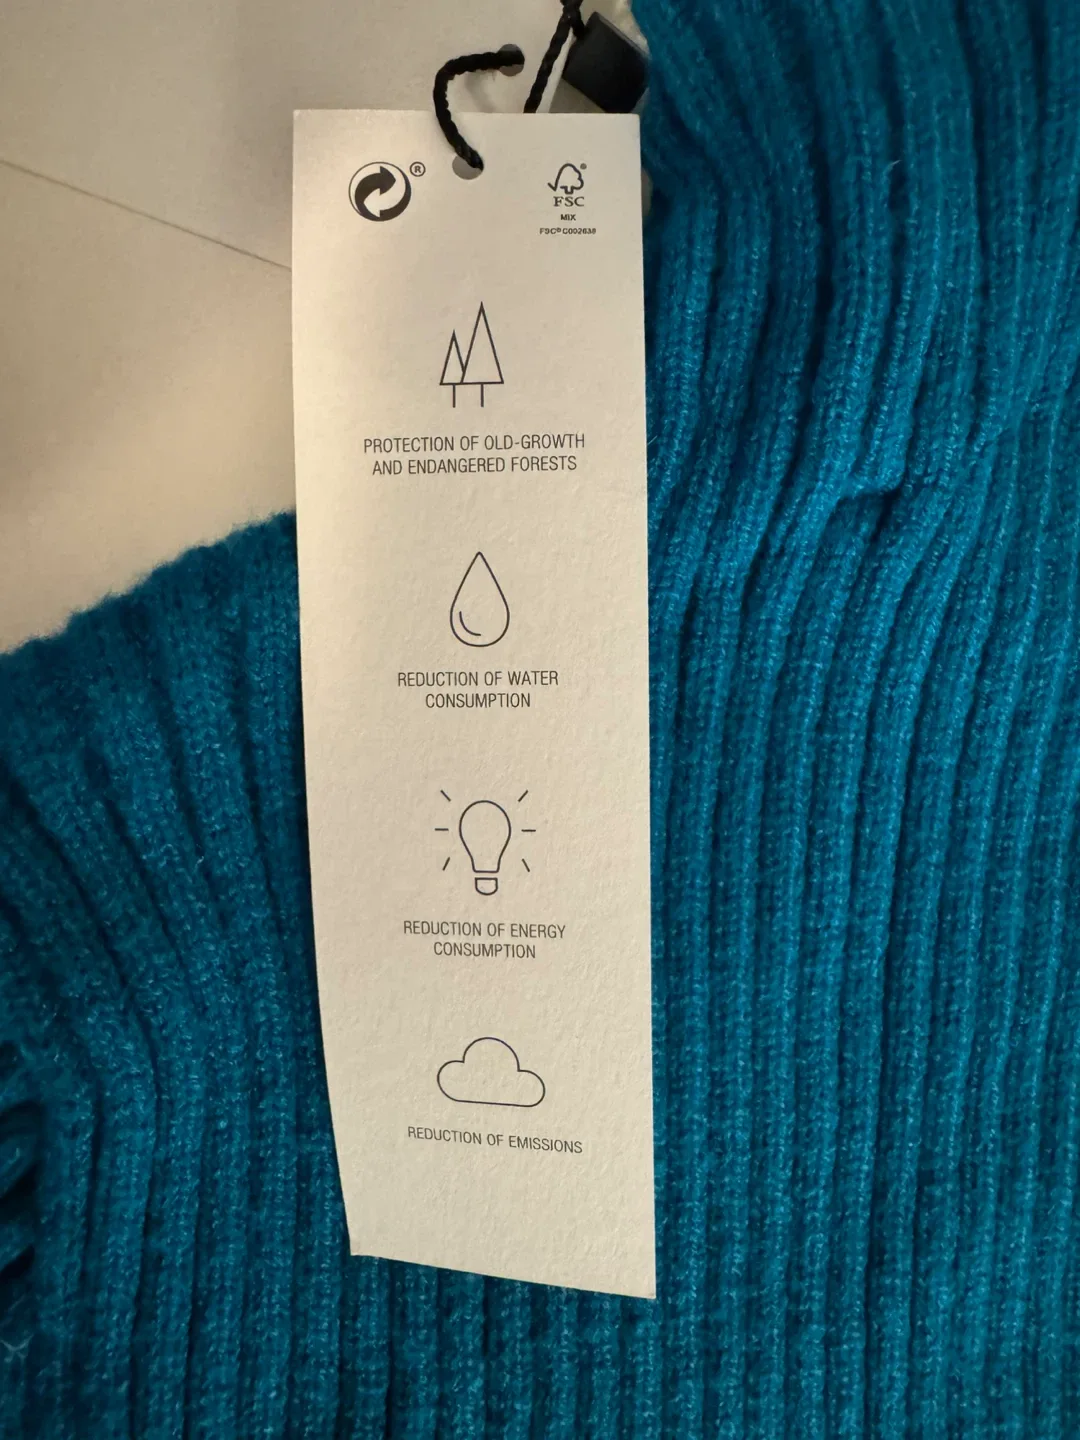 ®
FSC®
MIX
FSC® C002638
PROTECTION OF OLD-GROWTH
AND ENDANGERED FORESTS
REDUCTION OF WATER
CONSUMPTION
REDUCTION OF ENERGY
CONSUMPTION
REDUCTION OF EMISSIONS